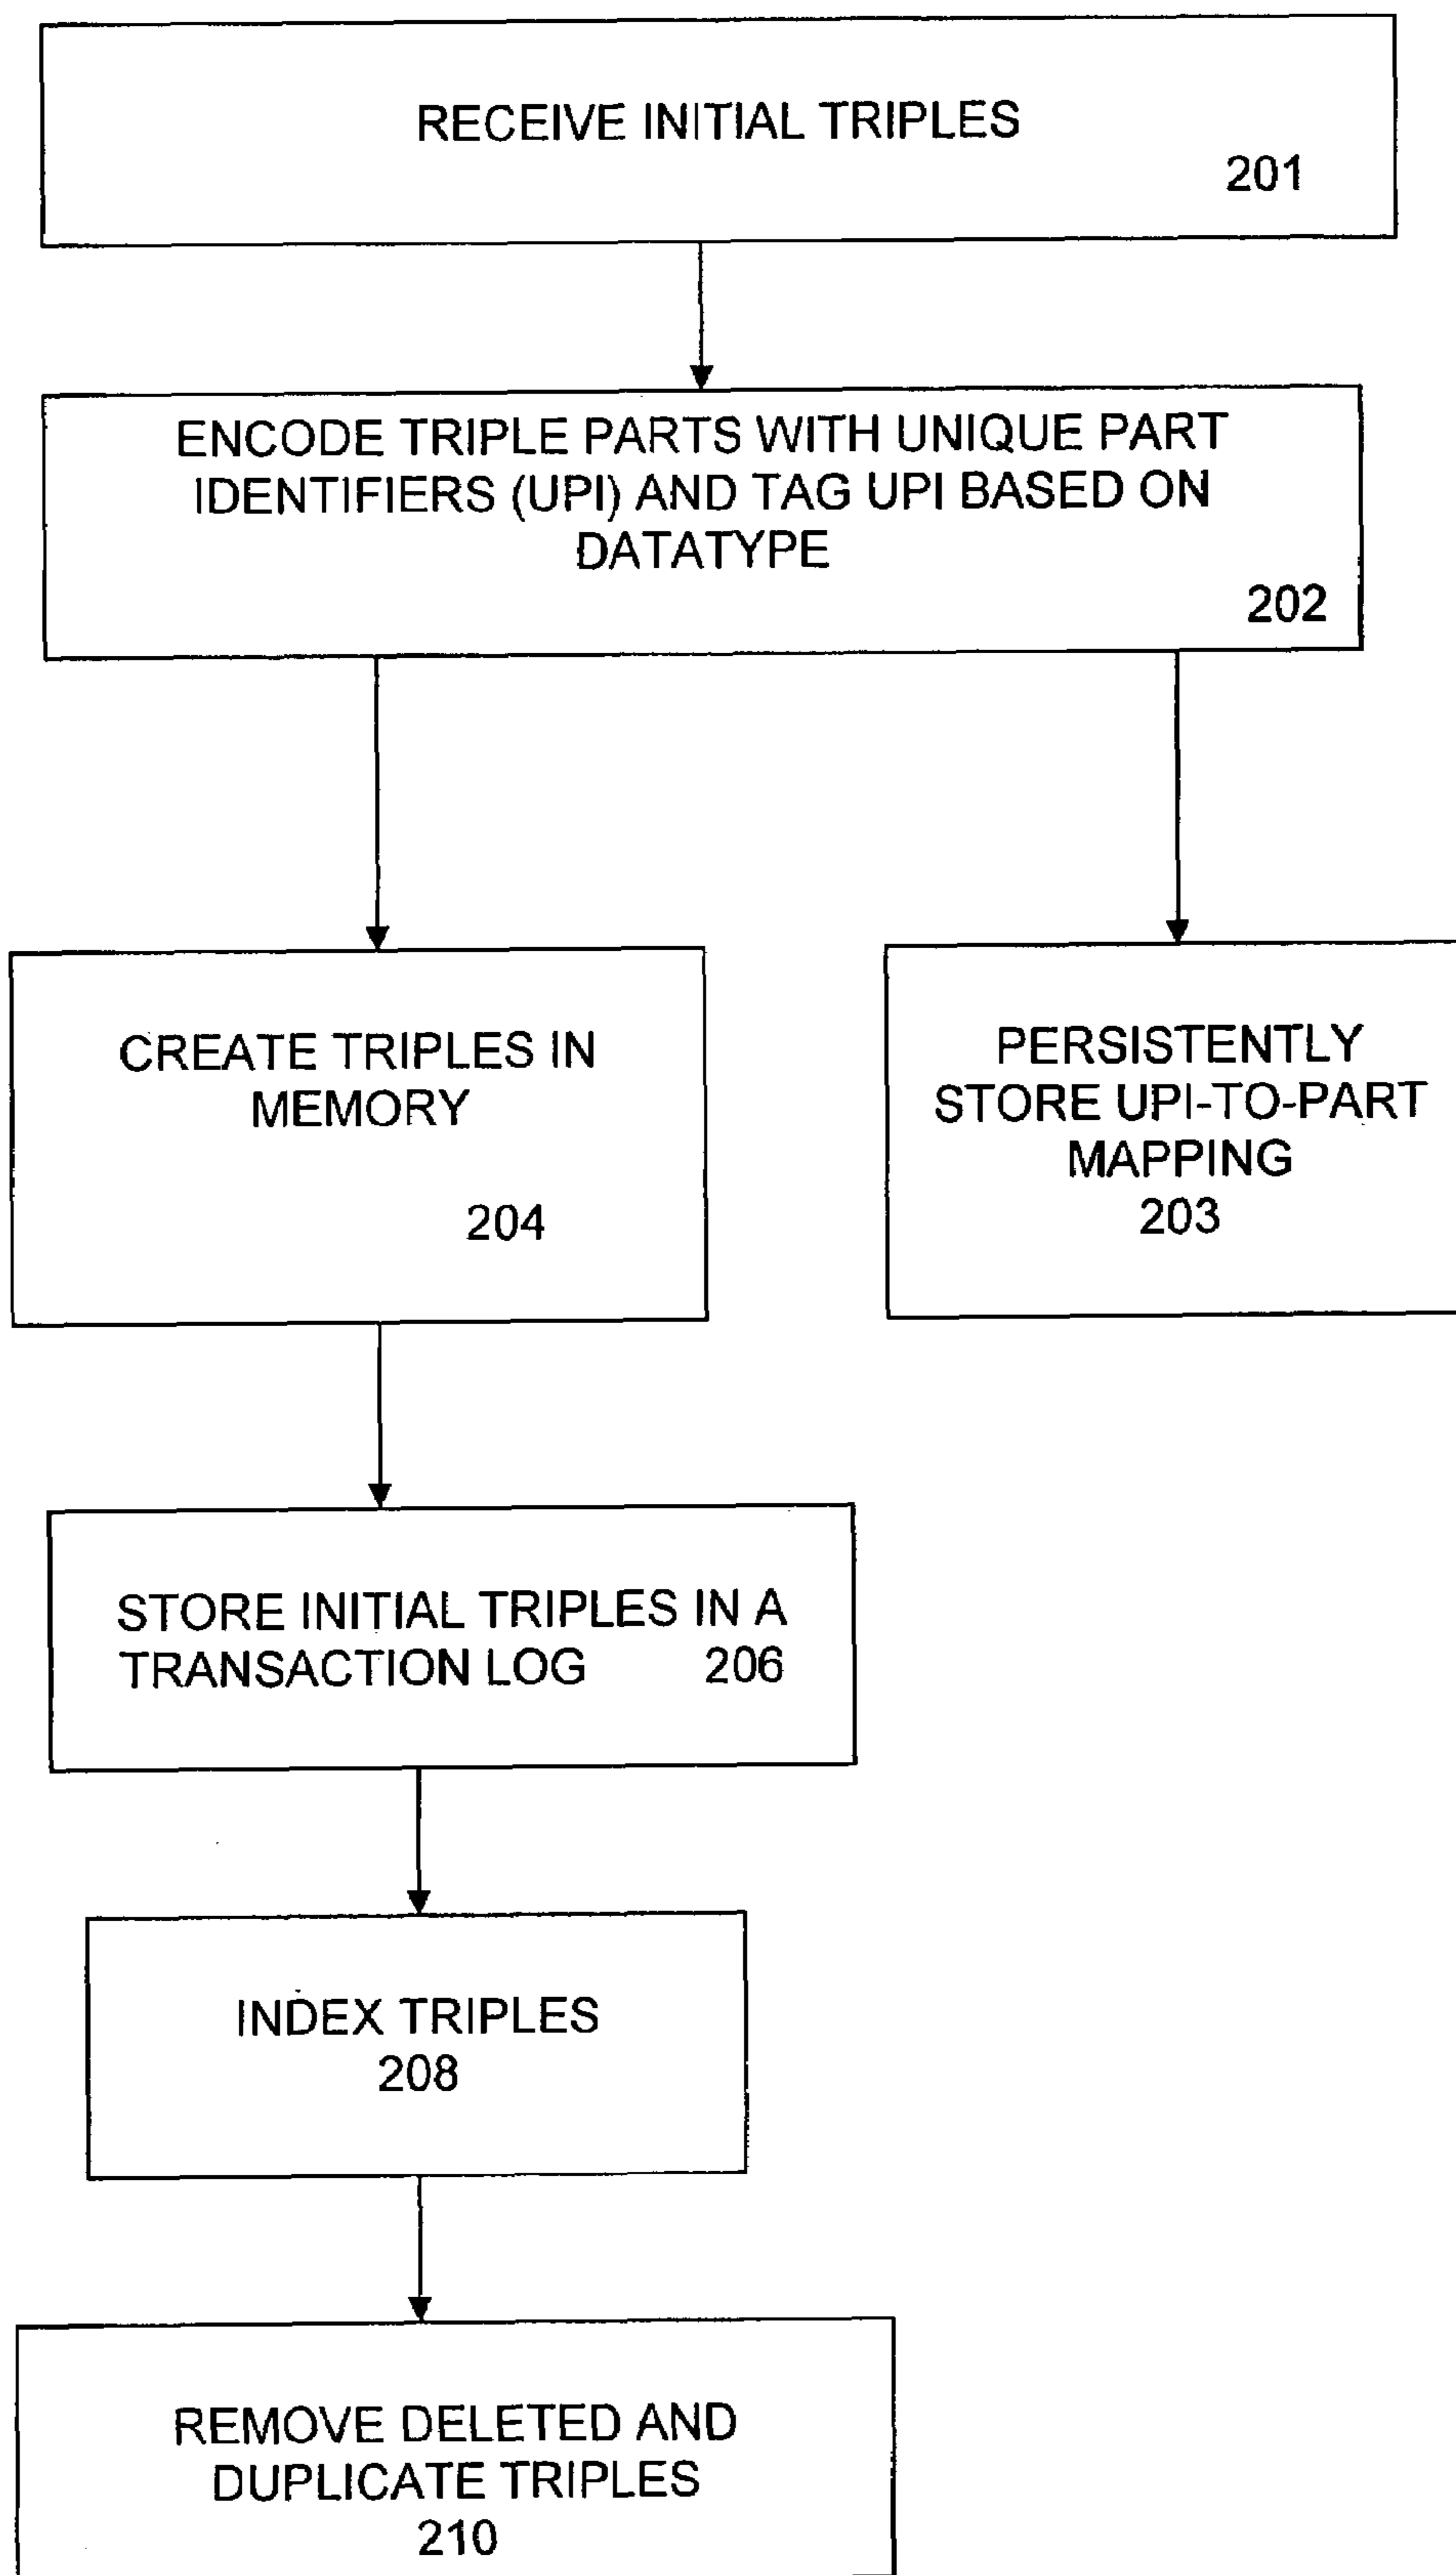 RECEIVE INITIAL TRIPLES
201
ENCODE TRIPLE PARTS WITH UNIQUE PART
IDENTIFIERS (UPI) AND TAG UPI BASED ON
DATATYPE
202
CREATE TRIPLES IN
MEMORY
204
PERSISTENTLY
STORE UPI-TO-PART
MAPPING
203
STORE INITIAL TRIPLES IN A
TRANSACTION LOG 206
INDEX TRIPLES
208
REMOVE DELETED AND
DUPLICATE TRIPLES
210